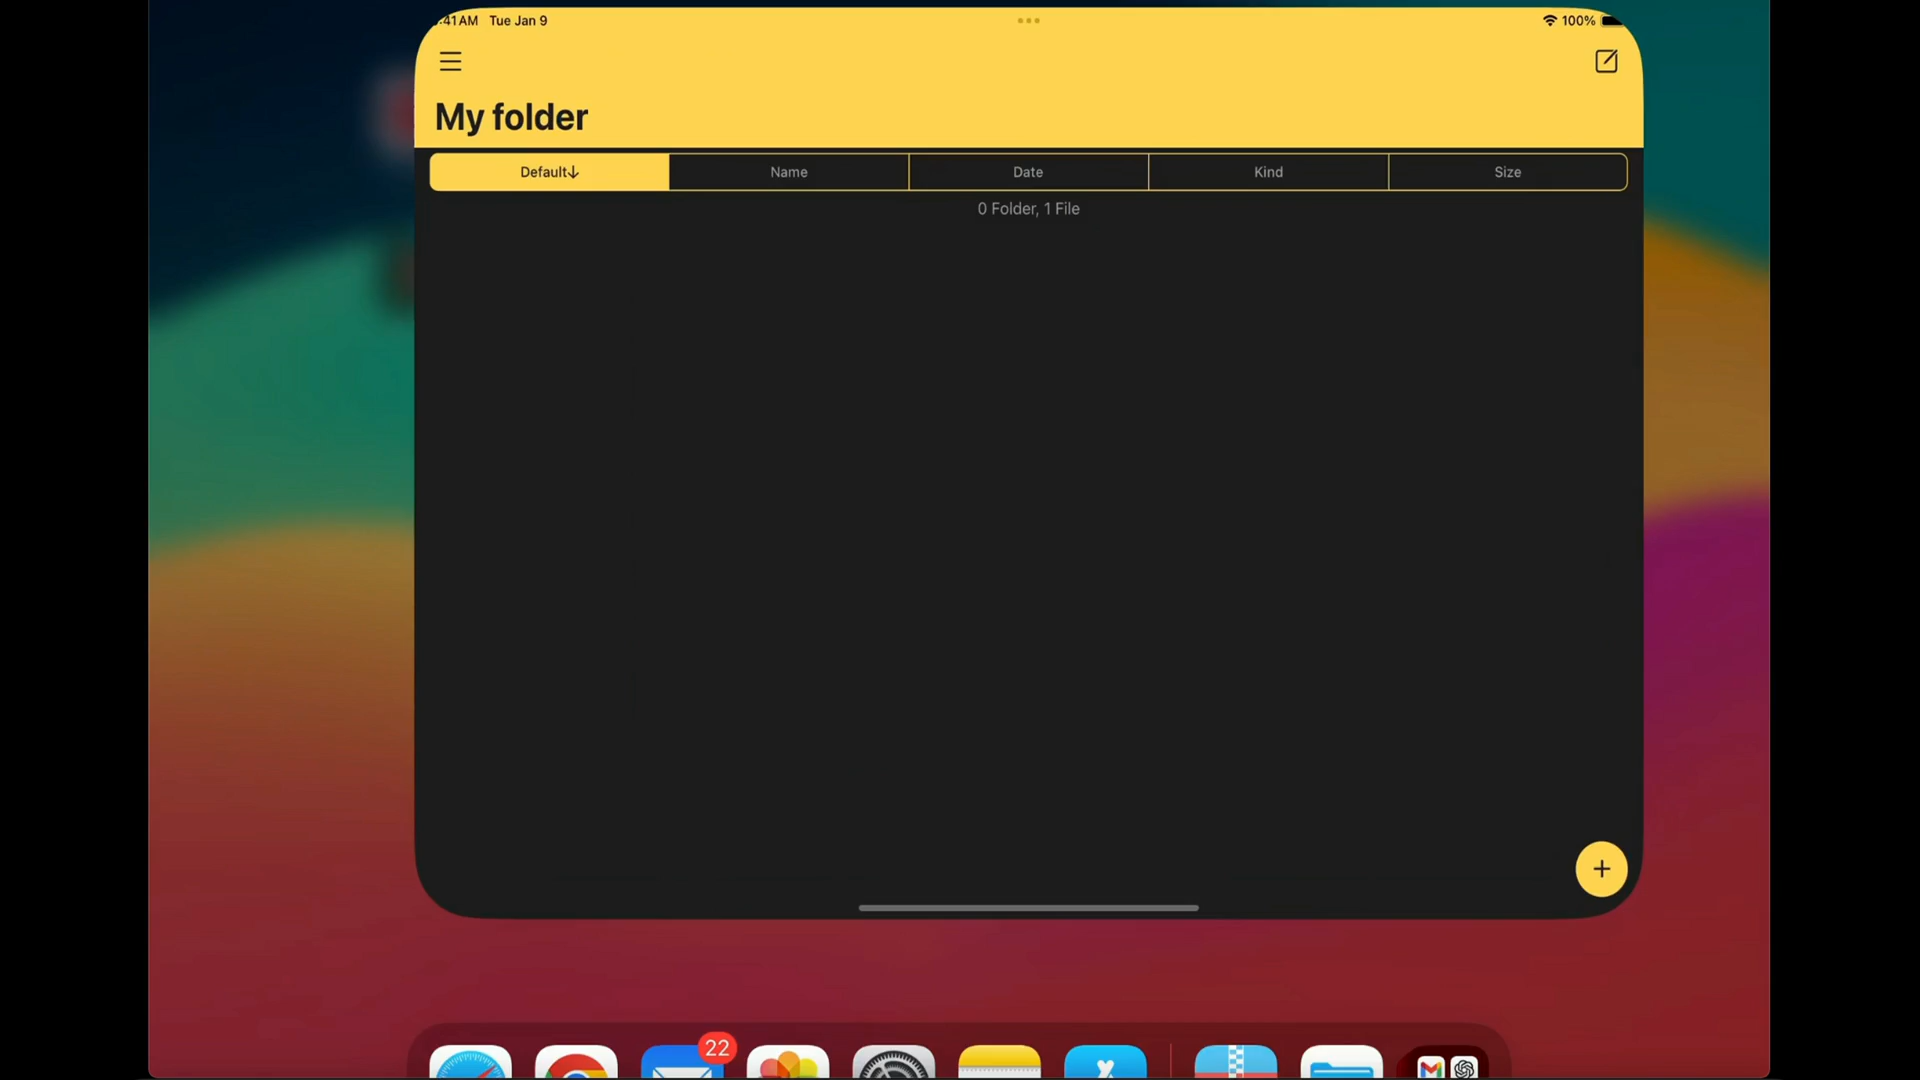 :41 AM Tue Jan 9
100%
My folder
Default↓
Name
Date
Kind
Size
0 Folder, 1 File
22